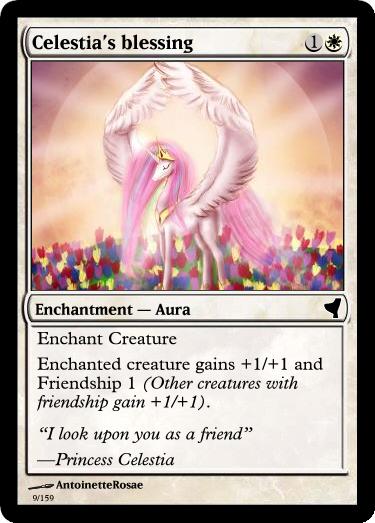 Celestia's blessing 1
Enchantment — Aura
Enchant Creature
Enchanted creature gains +1/+1 and
Friendship 1 (Other creatures with
friendship gain +1/+1).
“I look upon you as a friend”
—Princess Celestia
AntoinetteRosae
9/159